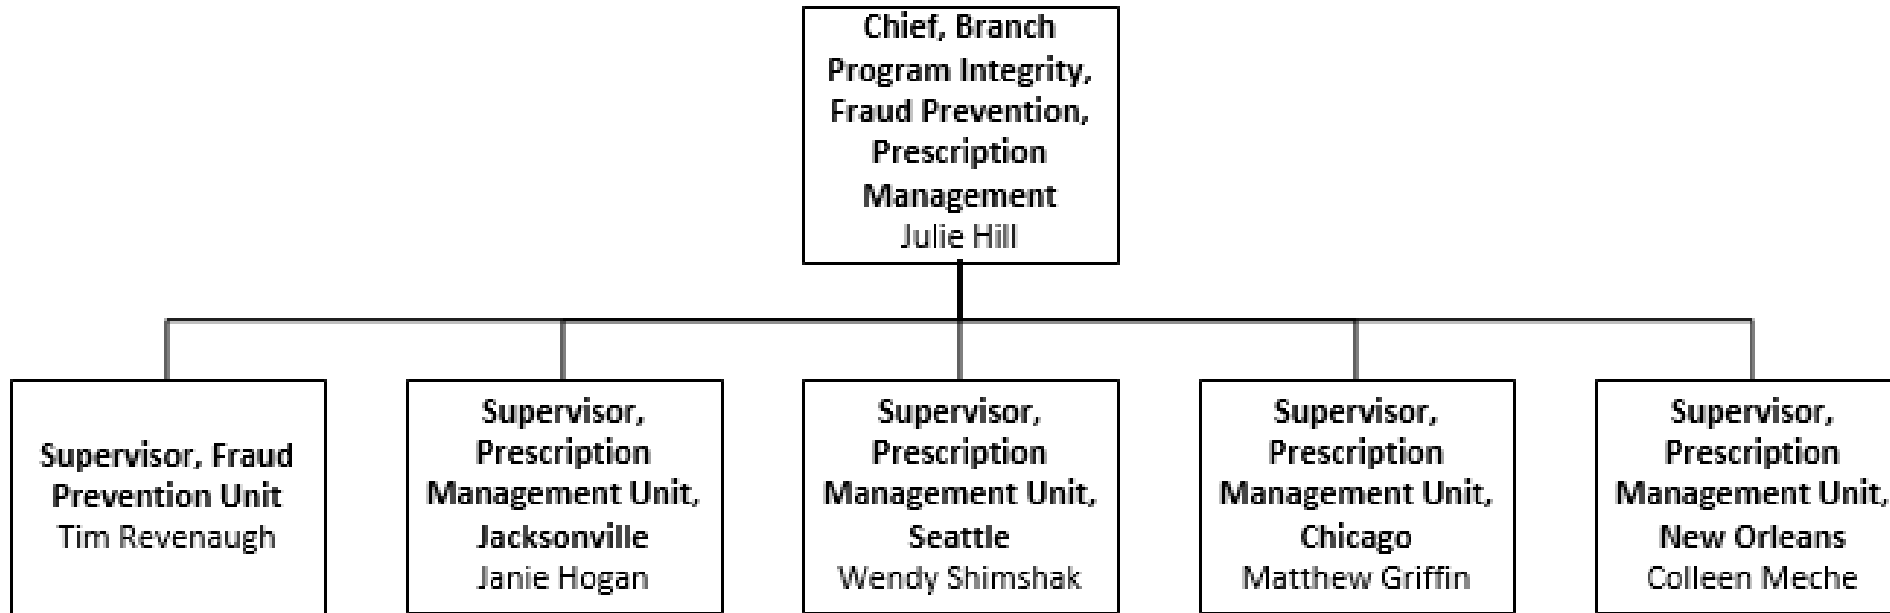 Chief, Branch
Program Integrity,
Fraud Prevention,
Prescription
Management
Julie Hill
Supervisor, Fraud
Prevention Unit
Tim Revenaugh
Supervisor,
Prescription
Management Unit,
Jacksonville
Janie Hogan
Supervisor,
Prescription
Management Unit,
Seattle
Wendy Shimshak
Supervisor,
Prescription
Management Unit,
Chicago
Matthew Griffin
Supervisor,
Prescription
Management Unit,
New Orleans
Colleen Meche